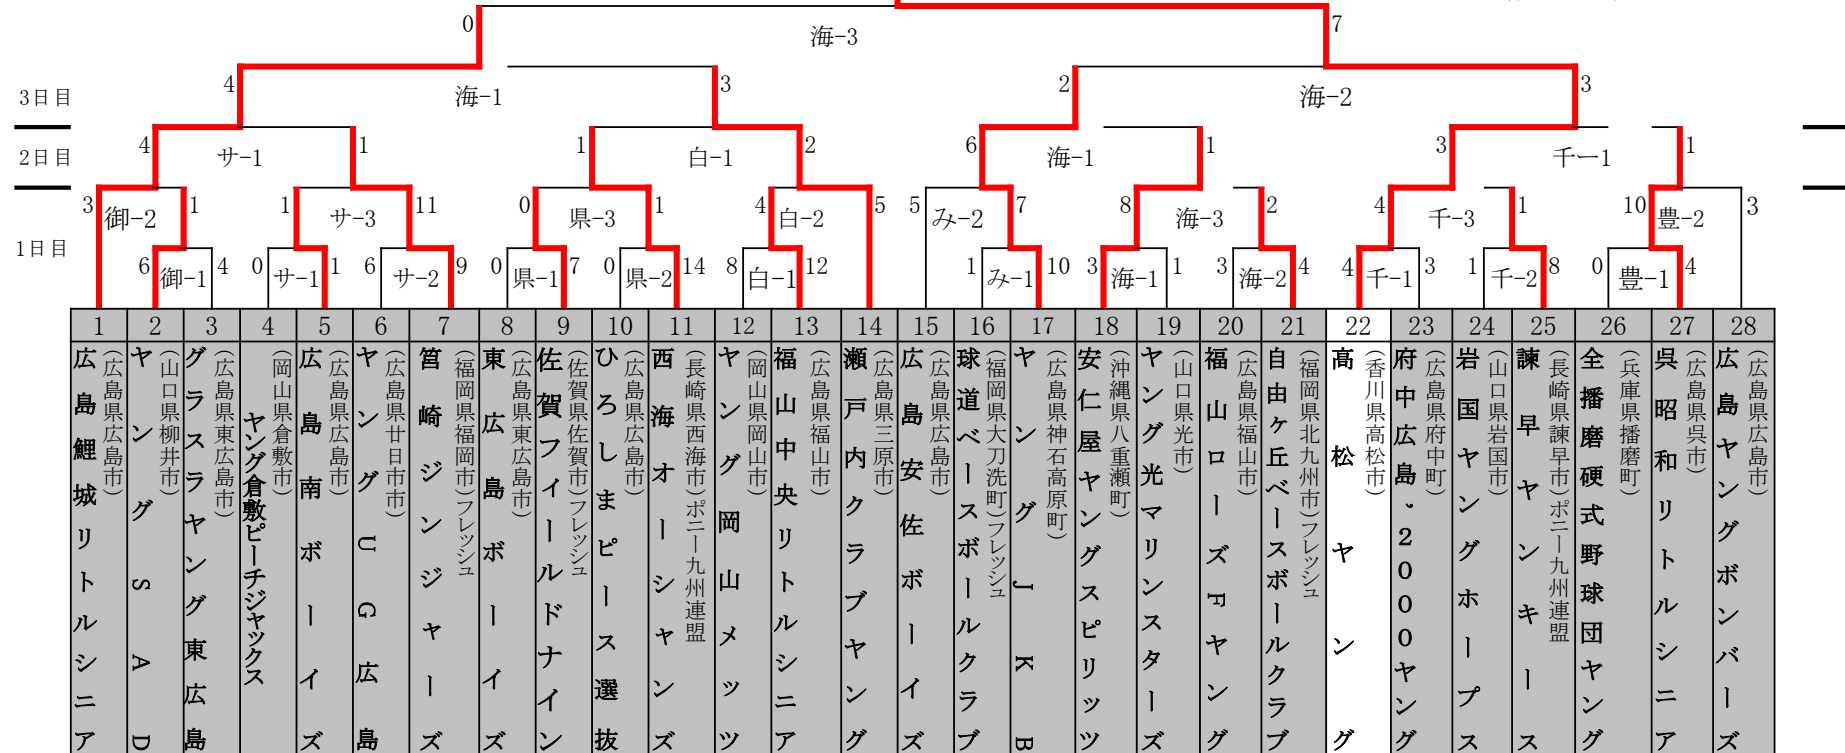 0
海-3
7
4
海-1
3
2
海-2
3
3日目
4
サ-1
1
1
白-1
2
6
海-1
1
3
千ー1
1
2日目
3
御-2
1
1
サ-3
11
0
県-3
1
4
白-2
5
5
み-2
7
8
海-3
2
4
千-3
1
10
豊-2
3
1日目
6
御-1
4
0
サ-1
1
6
サ-2
9
0
県-1
7
0
県-2
14
8
白-1
12
1
み-1
10
3
海-1
1
3
海-2
4
4
千-1
3
1
千-2
8
0
豊-1
4
1
2
3
4
5
6
7
8
9
10
11
12
13
14
15
16
17
18
19
20
21
22
23
24
25
26
27
28
広島鯉城リトルシニア
(広島県広島市)
ヤングSAD
(山口県柳井市)
グラスラヤング東広島
(広島県東広島市)
ヤング倉敷ピーチジャックス
(岡山県倉敷市)
広島南ボーイズ
(広島県広島市)
ヤングUG広島
(広島県廿日市市)
筥崎ジンジャーズ
(福岡県福岡市)フレッシュ
東広島ボーイズ
(広島県東広島市)
佐賀フィールドナイン
(佐賀県佐賀市)フレッシュ
ひろしまピース選抜
(広島県広島市)
西海オーシャンズ
(長崎県西海市)ポニー九州連盟
ヤング岡山メッツ
(岡山県岡山市)
福山中央リトルシニア
(広島県福山市)
瀬戸内クラブヤング
(広島県三原市)
広島安佐ボーイズ
(広島県広島市)
球道ベースボールクラブ
(福岡県大刀洗町)フレッシュ
ヤングJKB
(広島県神石高原町)
安仁屋ヤングスピリッツ
(沖縄県八重瀬町)
ヤング光マリンスターズ
(山口県光市)
福山ローズFヤング
(広島県福山市)
自由ヶ丘ベースボールクラブ
(福岡県北九州市)フレッシュ
高松ヤング
(香川県高松市)
府中広島、2000ヤング
(広島県府中町)
岩国ヤングホープス
(山口県岩国市)
諫早ヤンキース
(長崎県諫早市)ポニー九州連盟
全播磨硬式野球団ヤング
(兵庫県播磨町)
呉昭和リトルシニア
(広島県呉市)
広島ヤングボンバーズ
(広島県広島市)